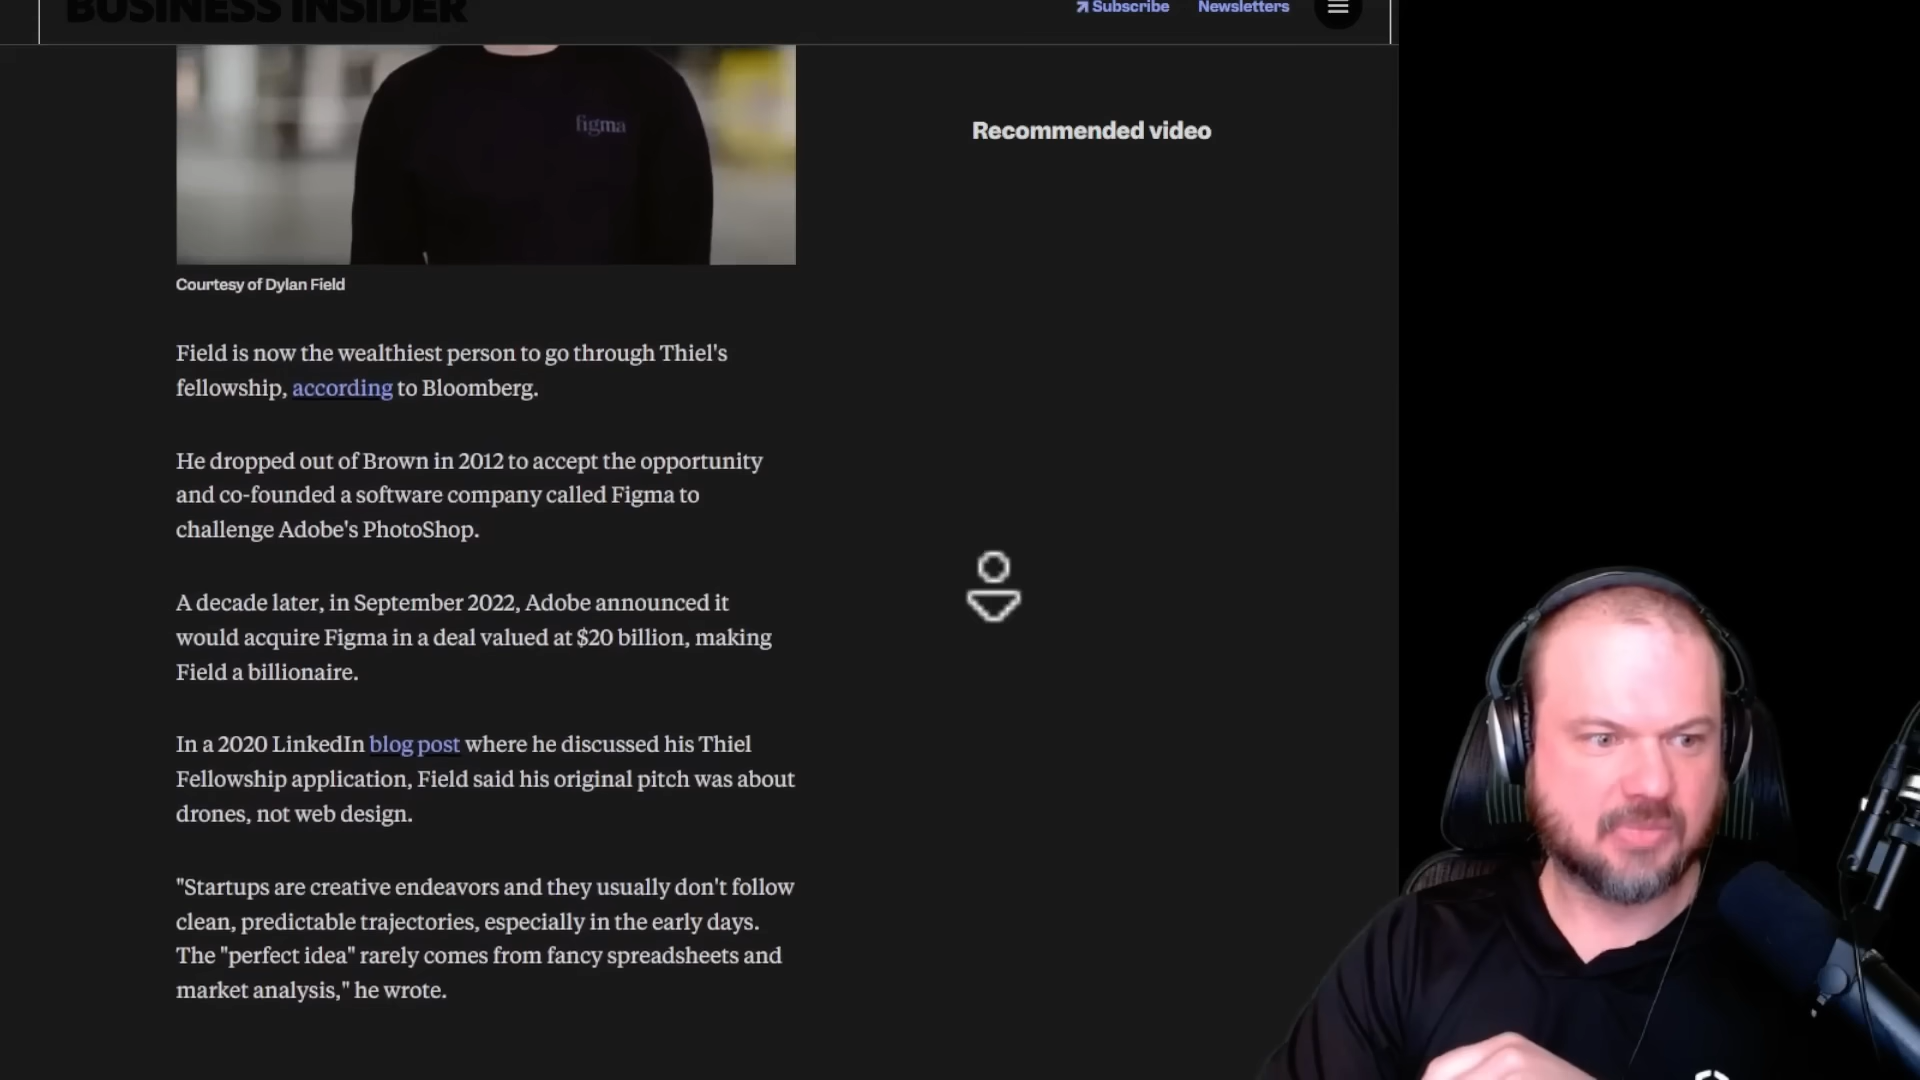 BUSINESS INSIDER
Subscribe
Newsletters
figma
Recommended video
Courtesy of Dylan Field
Field is now the wealthiest person to go through Thiel's
fellowship, according to Bloomberg.
He dropped out of Brown in 2012 to accept the opportunity
and co-founded a software company called Figma to
challenge Adobe's PhotoShop.
A decade later, in September 2022, Adobe announced it
would acquire Figma in a deal valued at $20 billion, making
Field a billionaire.
In a 2020 LinkedIn blog post where he discussed his Thiel
Fellowship application, Field said his original pitch was about
drones, not web design.
"Startups are creative endeavors and they usually don't follow
clean, predictable trajectories, especially in the early days.
The "perfect idea" rarely comes from fancy spreadsheets and
market analysis," he wrote.